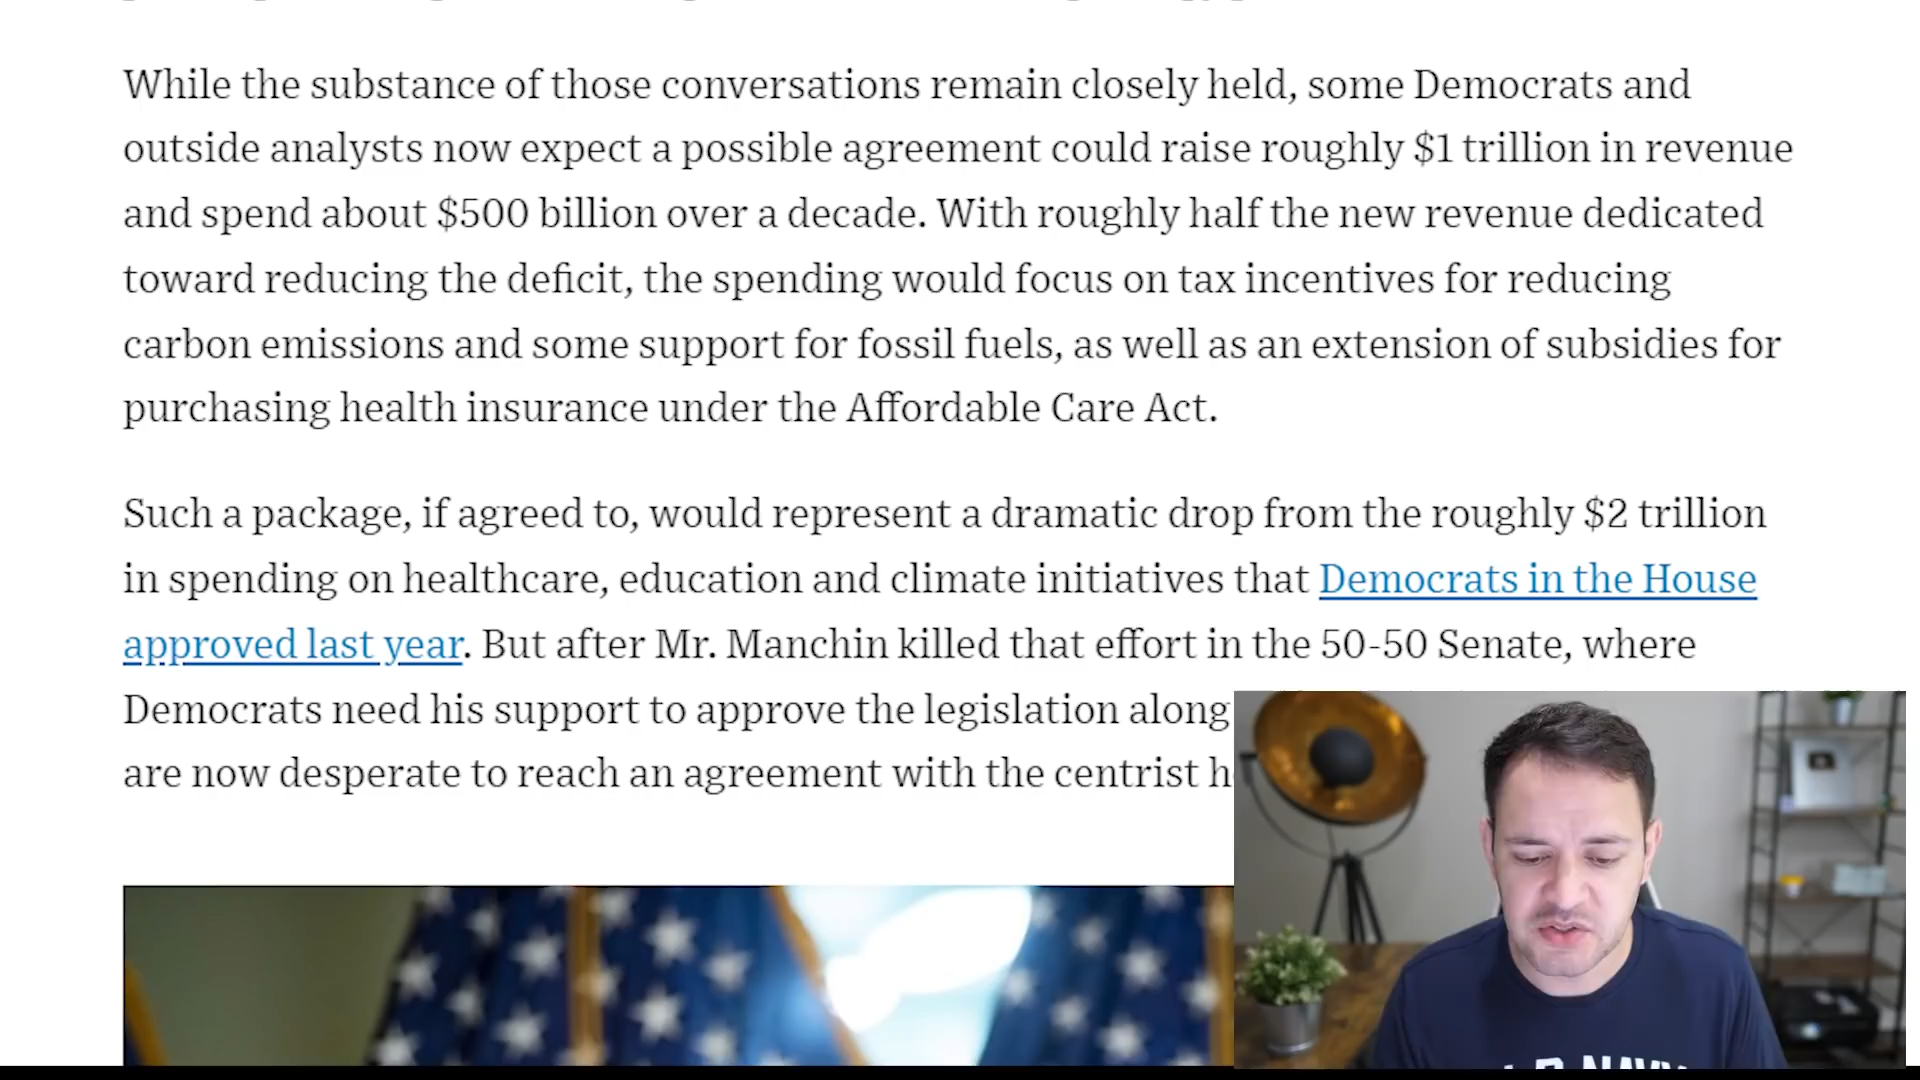 While the substance of those conversations remain closely held, some Democrats and
outside analysts now expect a possible agreement could raise roughly $1 trillion in revenue
and spend about $500 billion over a decade. With roughly half the new revenue dedicated
toward reducing the deficit, the spending would focus on tax incentives for reducing
carbon emissions and some support for fossil fuels, as well as an extension of subsidies for
purchasing health insurance under the Affordable Care Act.
Such a package, if agreed to, would represent a dramatic drop from the roughly $2 trillion
in spending on healthcare, education and climate initiatives that Democrats in the House
approved last year. But after Mr. Manchin killed that effort in the 50-50 Senate, where
Democrats need his support to approve the legislation along
are now desperate to reach an agreement with the centrist
NAVY